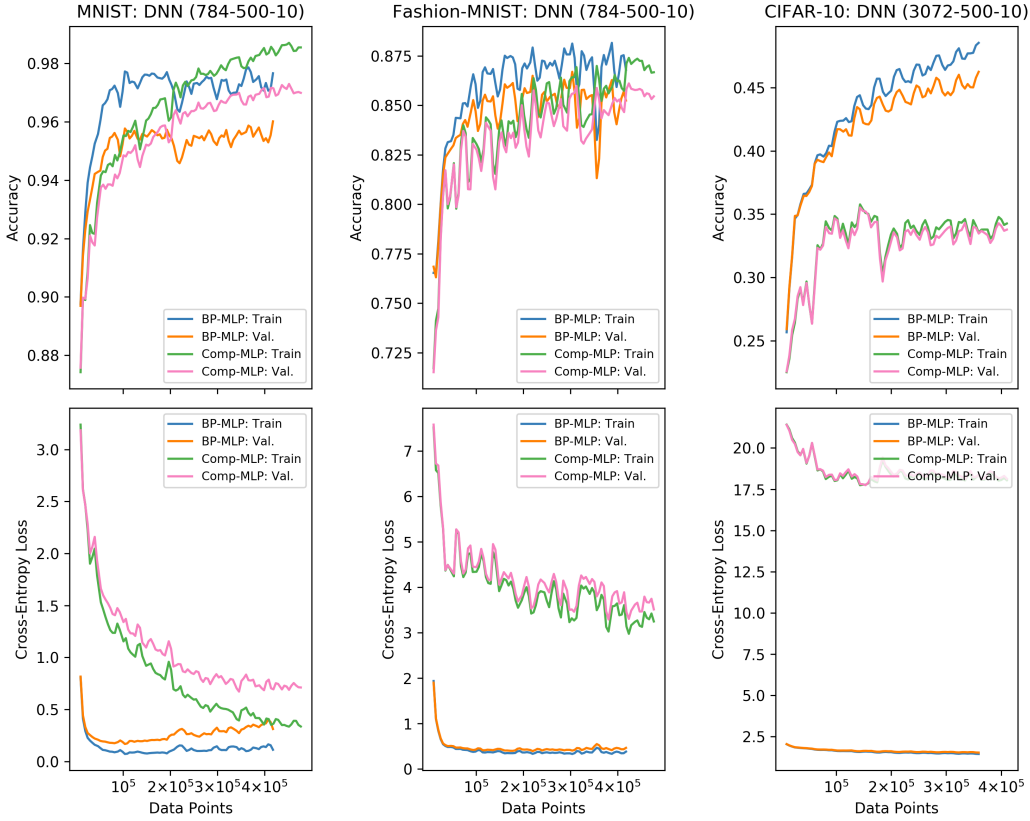 MNIST: DNN (784-500-10)
Fashion-MNIST: DNN (784-500-10)
CIFAR-10: DNN (3072-500-10)
Accuracy
0.98
0.96
0.94
0.92
0.90
0.88
BP-MLP: Train
BP-MLP: Val.
Comp-MLP: Train
Comp-MLP: Val.
Accuracy
0.875
0.850
0.825
0.800
0.775
0.750
0.725
BP-MLP: Train
BP-MLP: Val.
Comp-MLP: Train
Comp-MLP: Val.
Accuracy
0.45
0.40
0.35
0.30
0.25
BP-MLP: Train
BP-MLP: Val.
Comp-MLP: Train
Comp-MLP: Val.
Cross-Entropy Loss
3.0
2.5
2.0
1.5
1.0
0.5
0.0
BP-MLP: Train
BP-MLP: Val.
Comp-MLP: Train
Comp-MLP: Val.
10⁵ 2×10⁵ 3×10⁵ 4×10⁵
Data Points
Cross-Entropy Loss
7
6
5
4
3
2
1
0
BP-MLP: Train
BP-MLP: Val.
Comp-MLP: Train
Comp-MLP: Val.
10⁵ 2×10⁵ 3×10⁵ 4×10⁵
Data Points
Cross-Entropy Loss
20.0
17.5
15.0
12.5
10.0
7.5
5.0
2.5
BP-MLP: Train
BP-MLP: Val.
Comp-MLP: Train
Comp-MLP: Val.
10⁵ 2×10⁵ 3×10⁵ 4×10⁵
Data Points